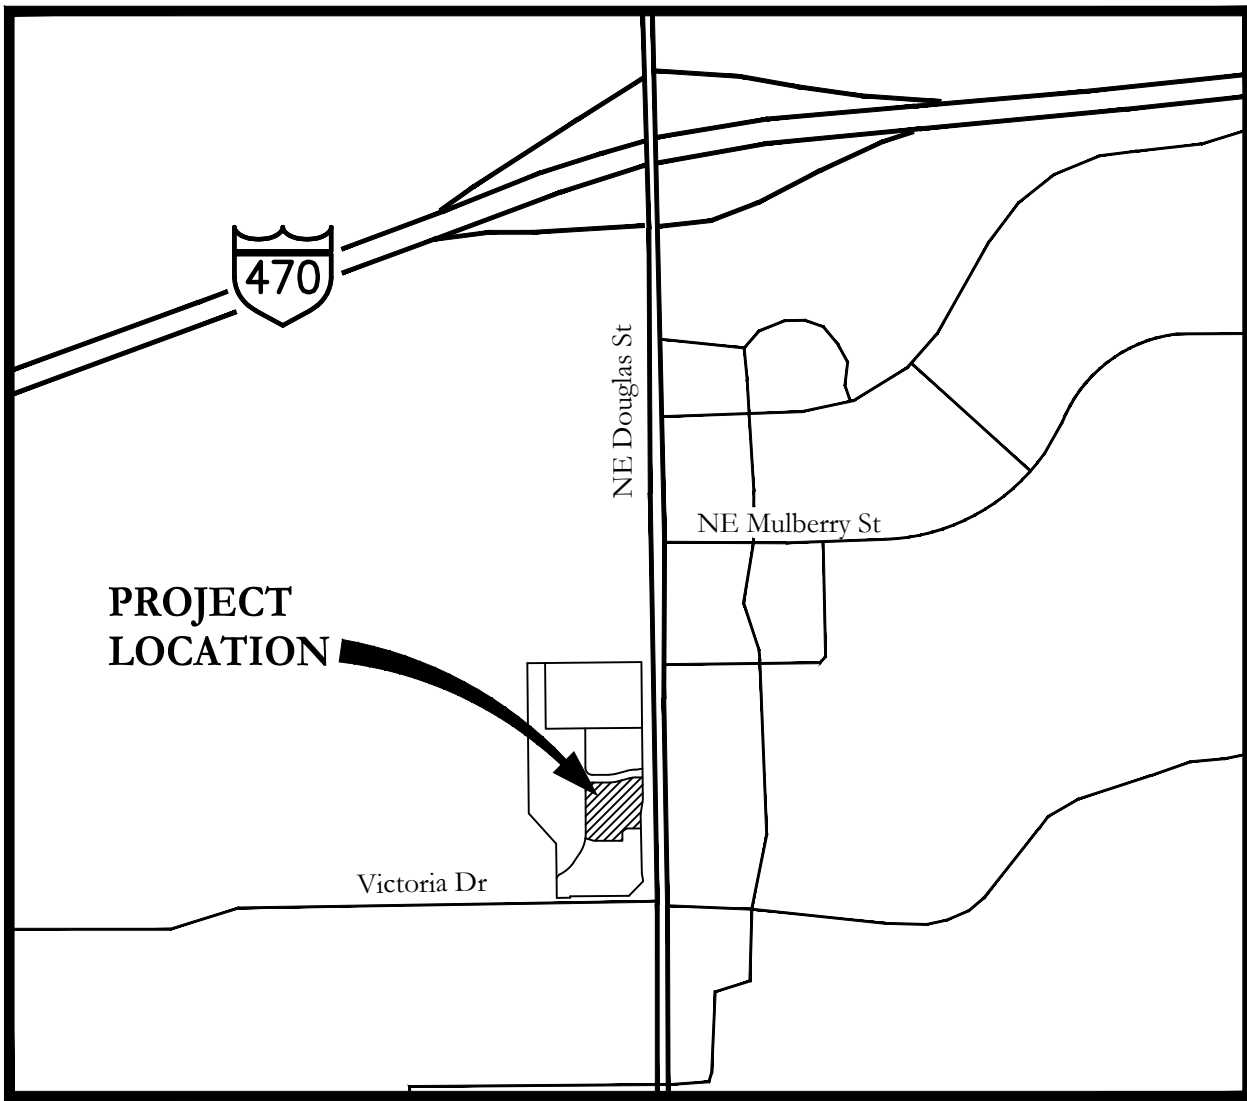 470
NE Douglas St
NE Mulberry St
PROJECT
LOCATION
Victoria Dr